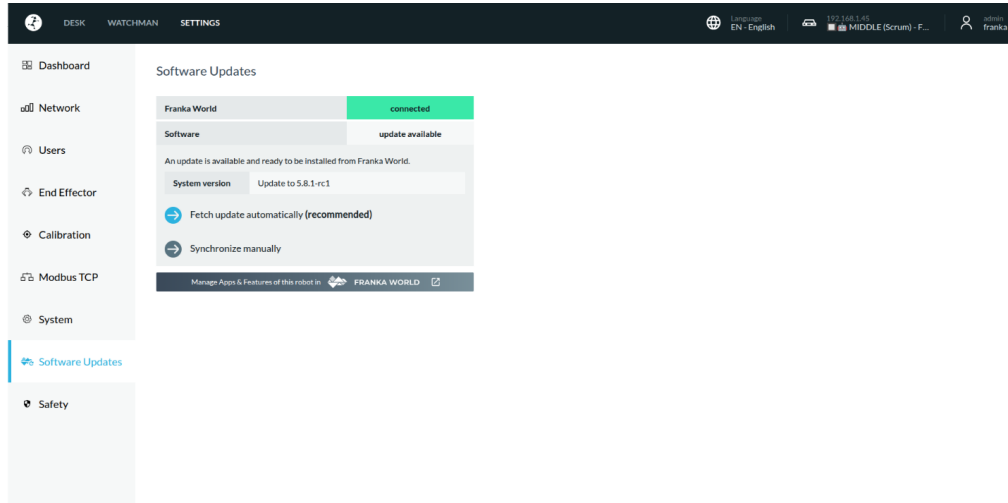 DESK WATCHMAN SETTINGS
Language
EN - English
192.168.1.45
MIDDLE (Scrum) - F...
admin
franka
Dashboard
Network
Users
End Effector
Calibration
Modbus TCP
System
Software Updates
Safety
Software Updates
Franka World connected
Software update available
An update is available and ready to be installed from Franka World.
System version Update to 5.8.1-rc1
Fetch update automatically (recommended)
Synchronize manually
Manage Apps & Features of this robot in FRANKA WORLD